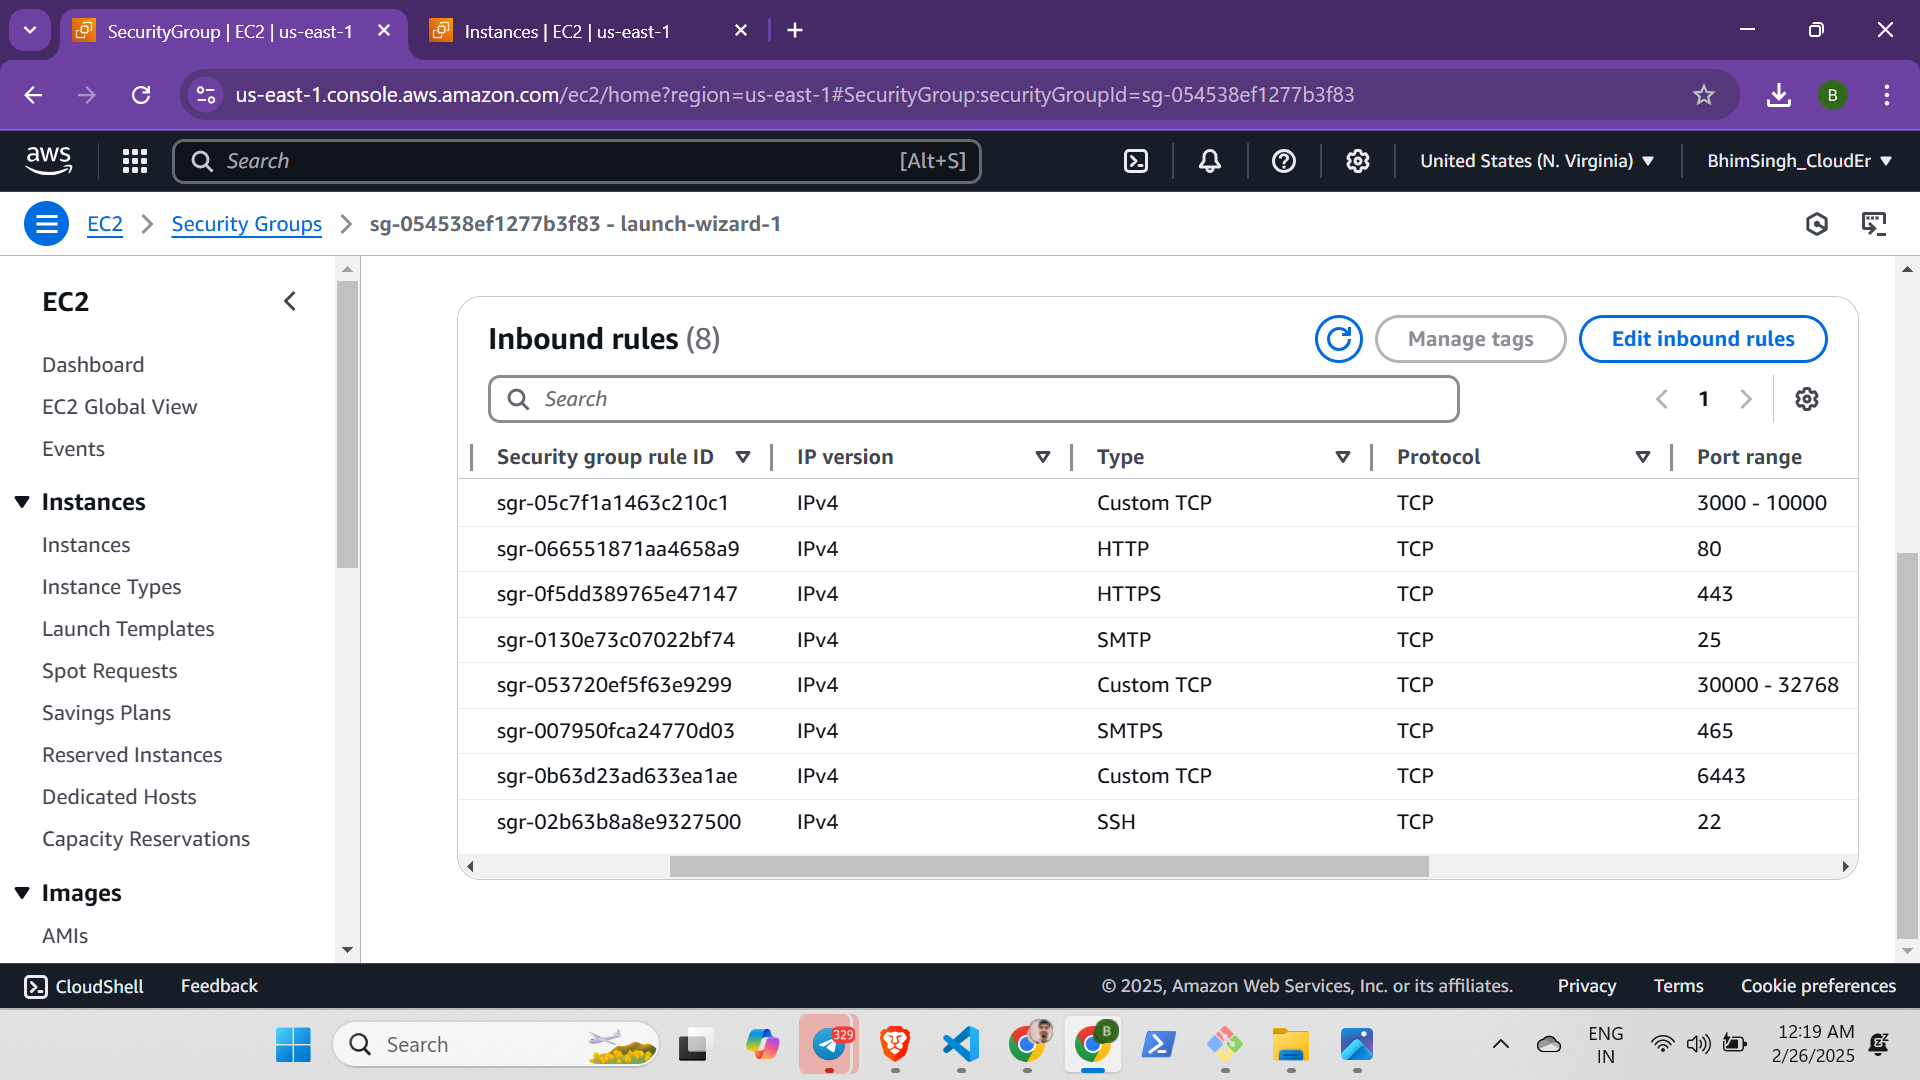 SecurityGroup | EC2 | us-east-1
Instances | EC2 | us-east-1
us-east-1.console.aws.amazon.com/ec2/home?region=us-east-1#SecurityGroup:securityGroupId=sg-054538ef1277b3f83
B
aws
Search [Alt+S]
United States (N. Virginia)
BhimSingh_CloudEr
EC2 Security Groups sg-054538ef1277b3f83 - launch-wizard-1
EC2
Dashboard
EC2 Global View
Events
Instances
Instances
Instance Types
Launch Templates
Spot Requests
Savings Plans
Reserved Instances
Dedicated Hosts
Capacity Reservations
Images
AMIs
Inbound rules (8)
Manage tags
Edit inbound rules
Search
1
Security group rule ID IP version Type Protocol Port range
sgr-05c7f1a1463c210c1 IPv4 Custom TCP TCP 3000 - 10000
sgr-066551871aa4658a9 IPv4 HTTP TCP 80
sgr-0f5dd389765e47147 IPv4 HTTPS TCP 443
sgr-0130e73c07022bf74 IPv4 SMTP TCP 25
sgr-053720ef5f63e9299 IPv4 Custom TCP TCP 30000 - 32768
sgr-007950fca24770d03 IPv4 SMTPS TCP 465
sgr-0b63d23ad633ea1ae IPv4 Custom TCP TCP 6443
sgr-02b63b8a8e9327500 IPv4 SSH TCP 22
CloudShell Feedback © 2025, Amazon Web Services, Inc. or its affiliates. Privacy Terms Cookie preferences
Search
329
B
ENG
IN
12:19 AM
2/26/2025